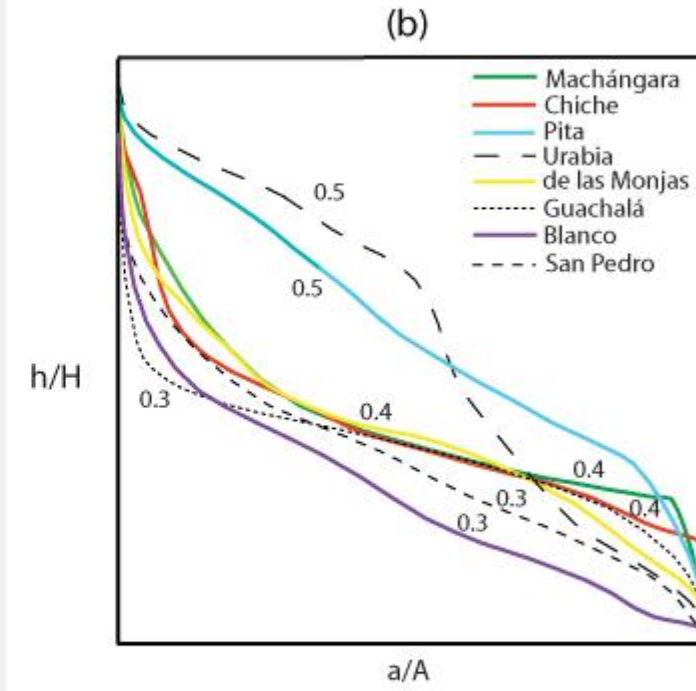 (b)
Machángara
Chiche
Pita
Urabia
de las Monjas
Guachalá
Blanco
San Pedro
0.5
0.5
h/H
0.3
0.4
0.4
0.3
0.4
0.3
a/A